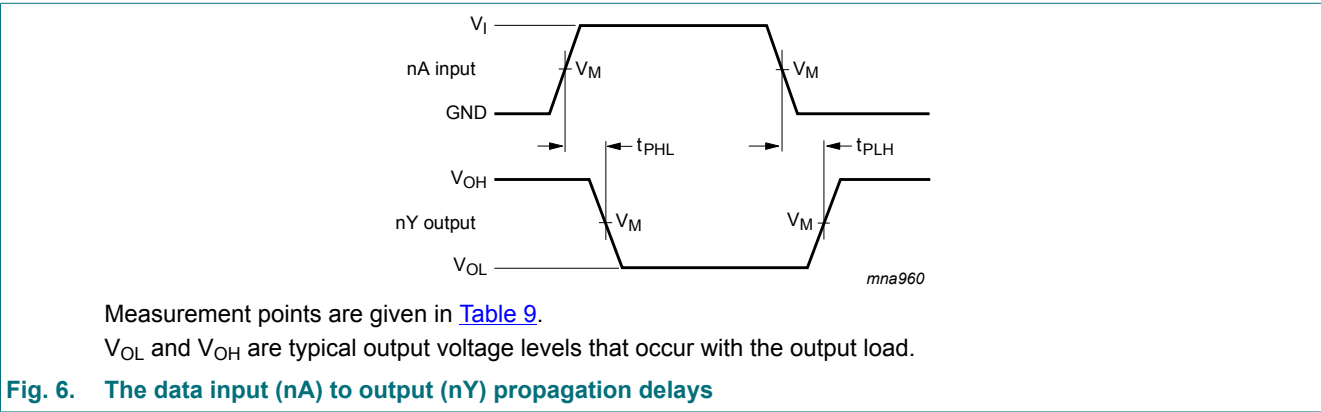 V_I
nA input
V_M V_M
GND
t_PHL t_PLH
V_OH
nY output
V_M V_M
V_OL
mna960
Measurement points are given in Table 9.
V_OL and V_OH are typical output voltage levels that occur with the output load.
Fig. 6. The data input (nA) to output (nY) propagation delays